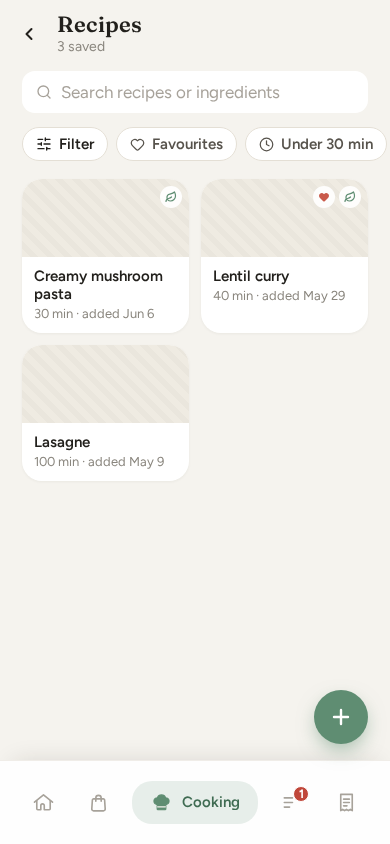 Recipes
3 saved
Search recipes or ingredients
Filter
Favourites
Under 30 min
Creamy mushroom
pasta
30 min · added Jun 6
Lentil curry
40 min · added May 29
Lasagne
100 min · added May 9
Cooking
1